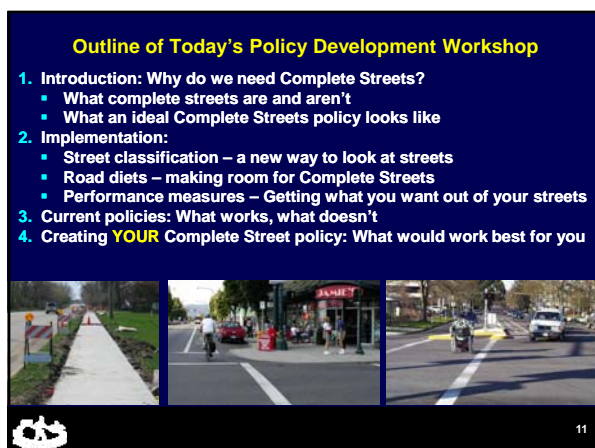 Outline of Today's Policy Development Workshop
1. Introduction: Why do we need Complete Streets?
▪ What complete streets are and aren't
▪ What an ideal Complete Streets policy looks like
2. Implementation:
▪ Street classification – a new way to look at streets
▪ Road diets – making room for Complete Streets
▪ Performance measures – Getting what you want out of your streets
3. Current policies: What works, what doesn't
4. Creating YOUR Complete Street policy: What would work best for you
JAMIE'S
11